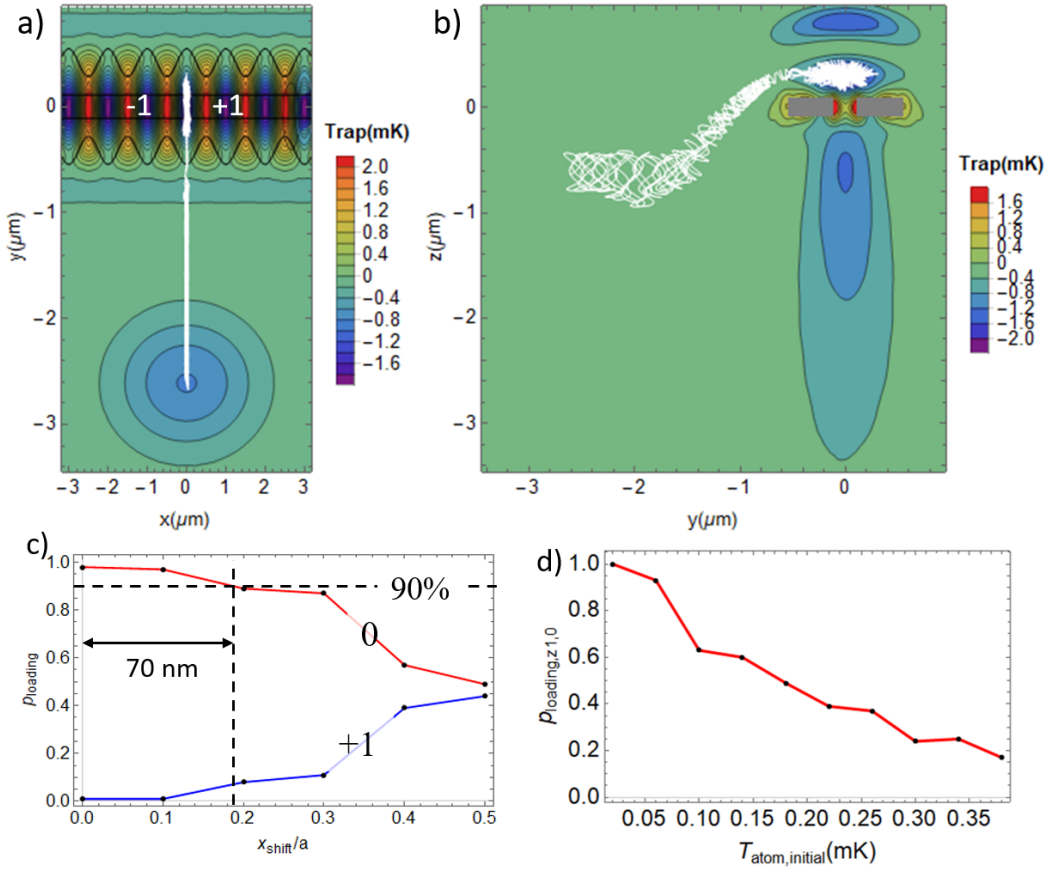 a)
-1 +1
0
−1
−2
−3
y(μm)
−3 −2 −1 0 1 2 3
x(μm)
Trap(mK)
2.0
1.6
1.2
0.8
0.4
0
−0.4
−0.8
−1.2
−1.6
b)
0
−1
−2
−3
z(μm)
−3 −2 −1 0
y(μm)
Trap(mK)
1.6
1.2
0.8
0.4
0
−0.4
−0.8
−1.2
−1.6
−2.0
c)
1.0
0.8
0.6
0.4
0.2
0.0
ploading
90%
0
70 nm
+1
0.0 0.1 0.2 0.3 0.4 0.5
xshift/a
d)
1.0
0.8
0.6
0.4
0.2
0.0
ploading,z1,0
0.05 0.10 0.15 0.20 0.25 0.30 0.35
Tatom,initial(mK)